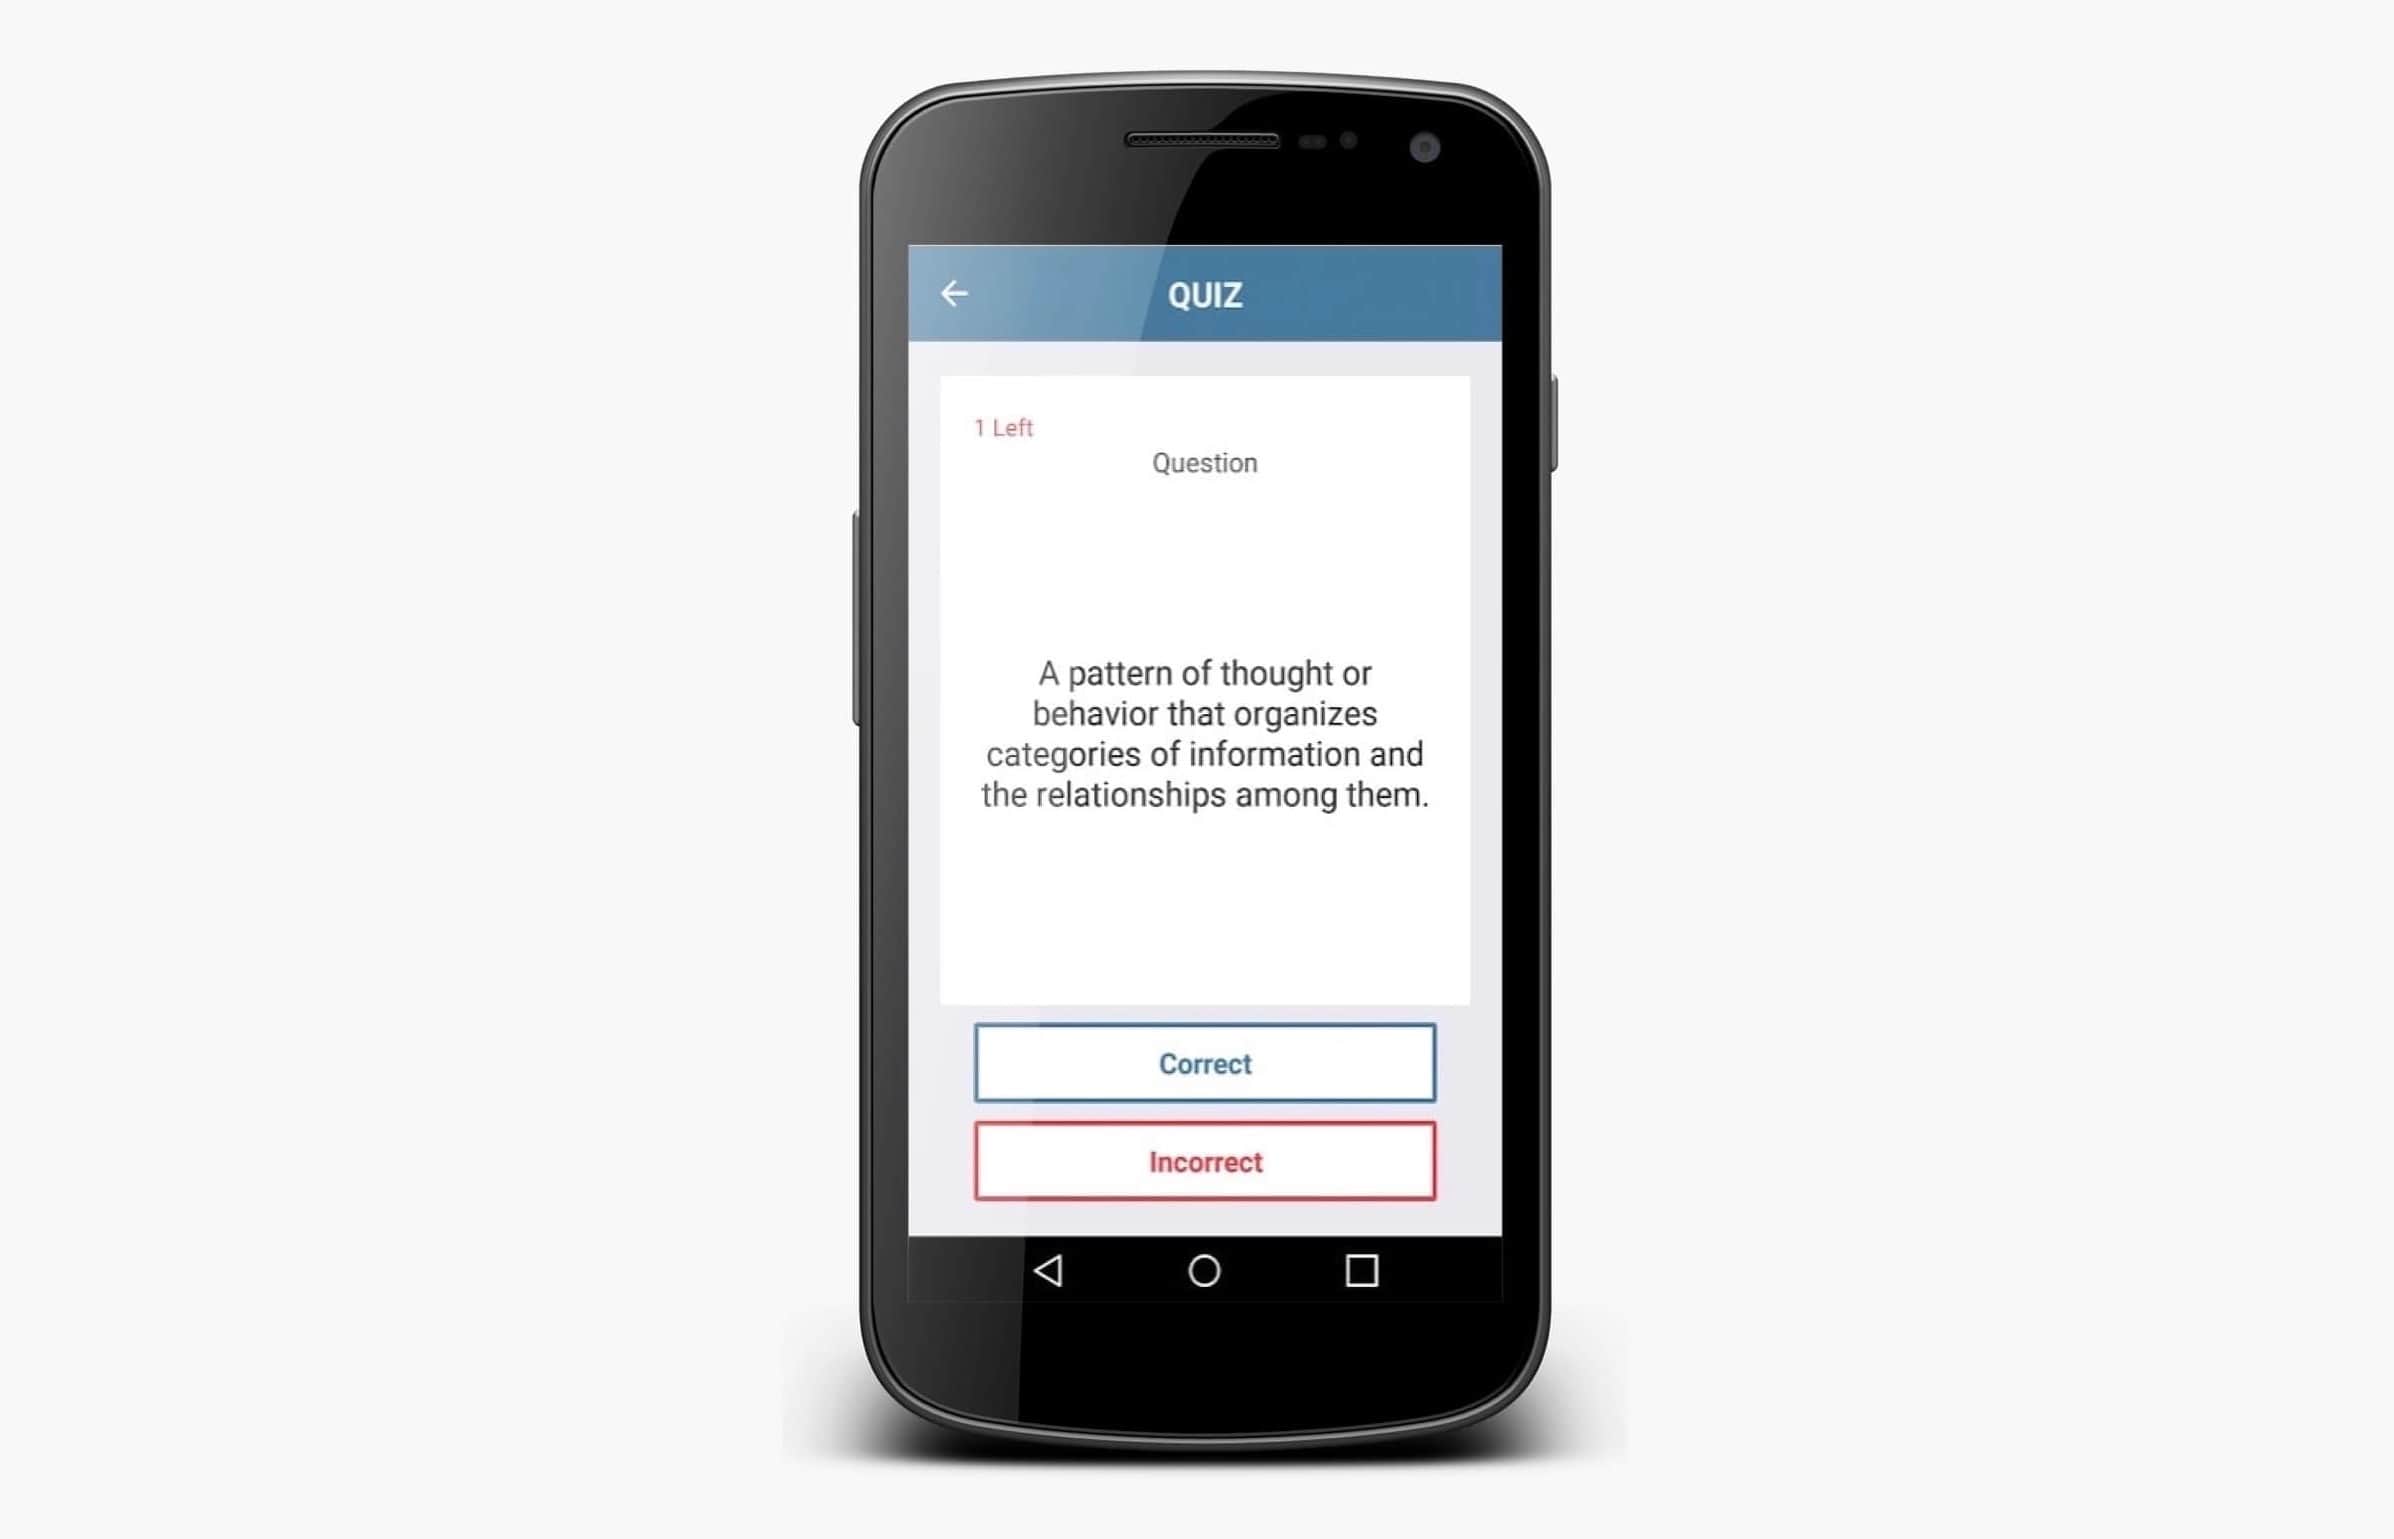 QUIZ
1 Left
Question
A pattern of thought or
behavior that organizes
categories of information and
the relationships among them.
Correct
Incorrect